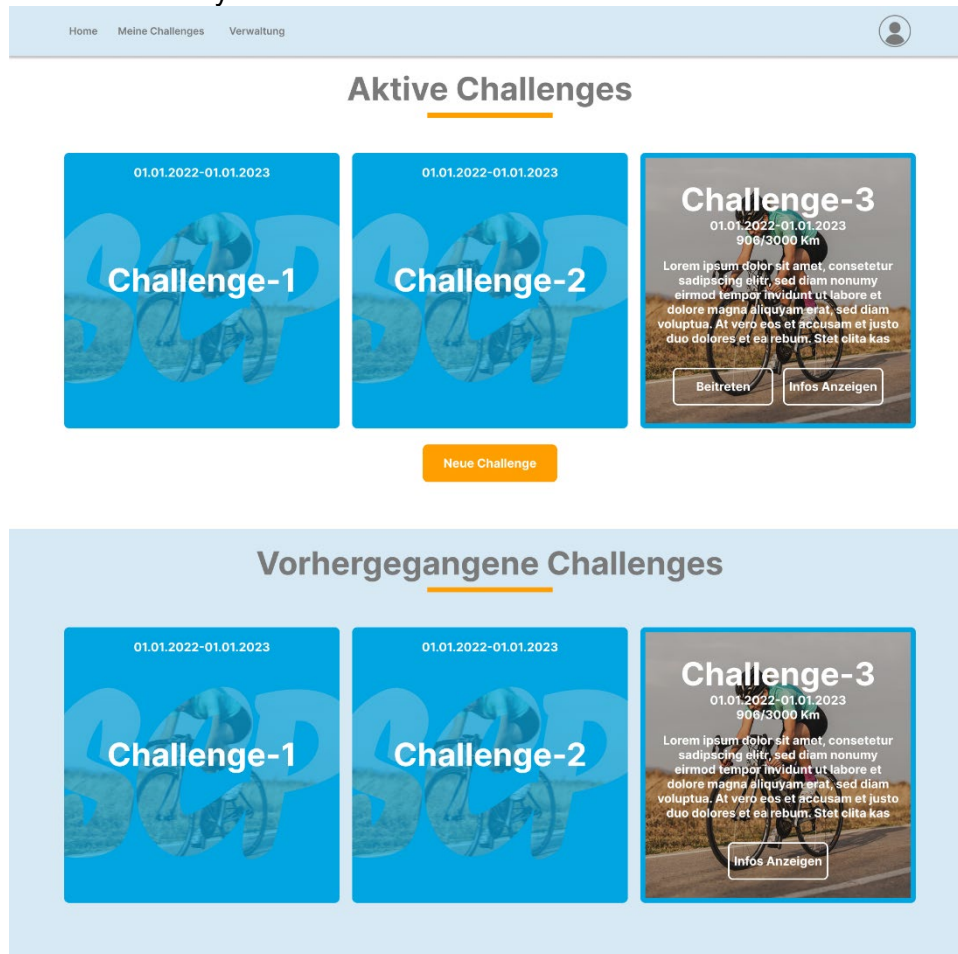 Home Meine Challenges Verwaltung
Aktive Challenges
01.01.2022-01.01.2023
SCP
Challenge-1
01.01.2022-01.01.2023
SCP
Challenge-2
Challenge-3
01.01.2022-01.01.2023
906/3000 Km
Lorem ipsum dolor sit amet, consetetur
sadipscing elitr, sed diam nonumy
eirmod tempor invidunt ut labore et
dolore magna aliquyam erat, sed diam
voluptua. At vero eos et accusam et justo
duo dolores et ea rebum. Stet clita kas
Beitreten Infos Anzeigen
Neue Challenge
Vorhergegangene Challenges
01.01.2022-01.01.2023
SCP
Challenge-1
01.01.2022-01.01.2023
SCP
Challenge-2
Challenge-3
01.01.2022-01.01.2023
906/3000 Km
Lorem ipsum dolor sit amet, consetetur
sadipscing elitr, sed diam nonumy
eirmod tempor invidunt ut labore et
dolore magna aliquyam erat, sed diam
voluptua. At vero eos et accusam et justo
duo dolores et ea rebum. Stet clita kas
Infos Anzeigen